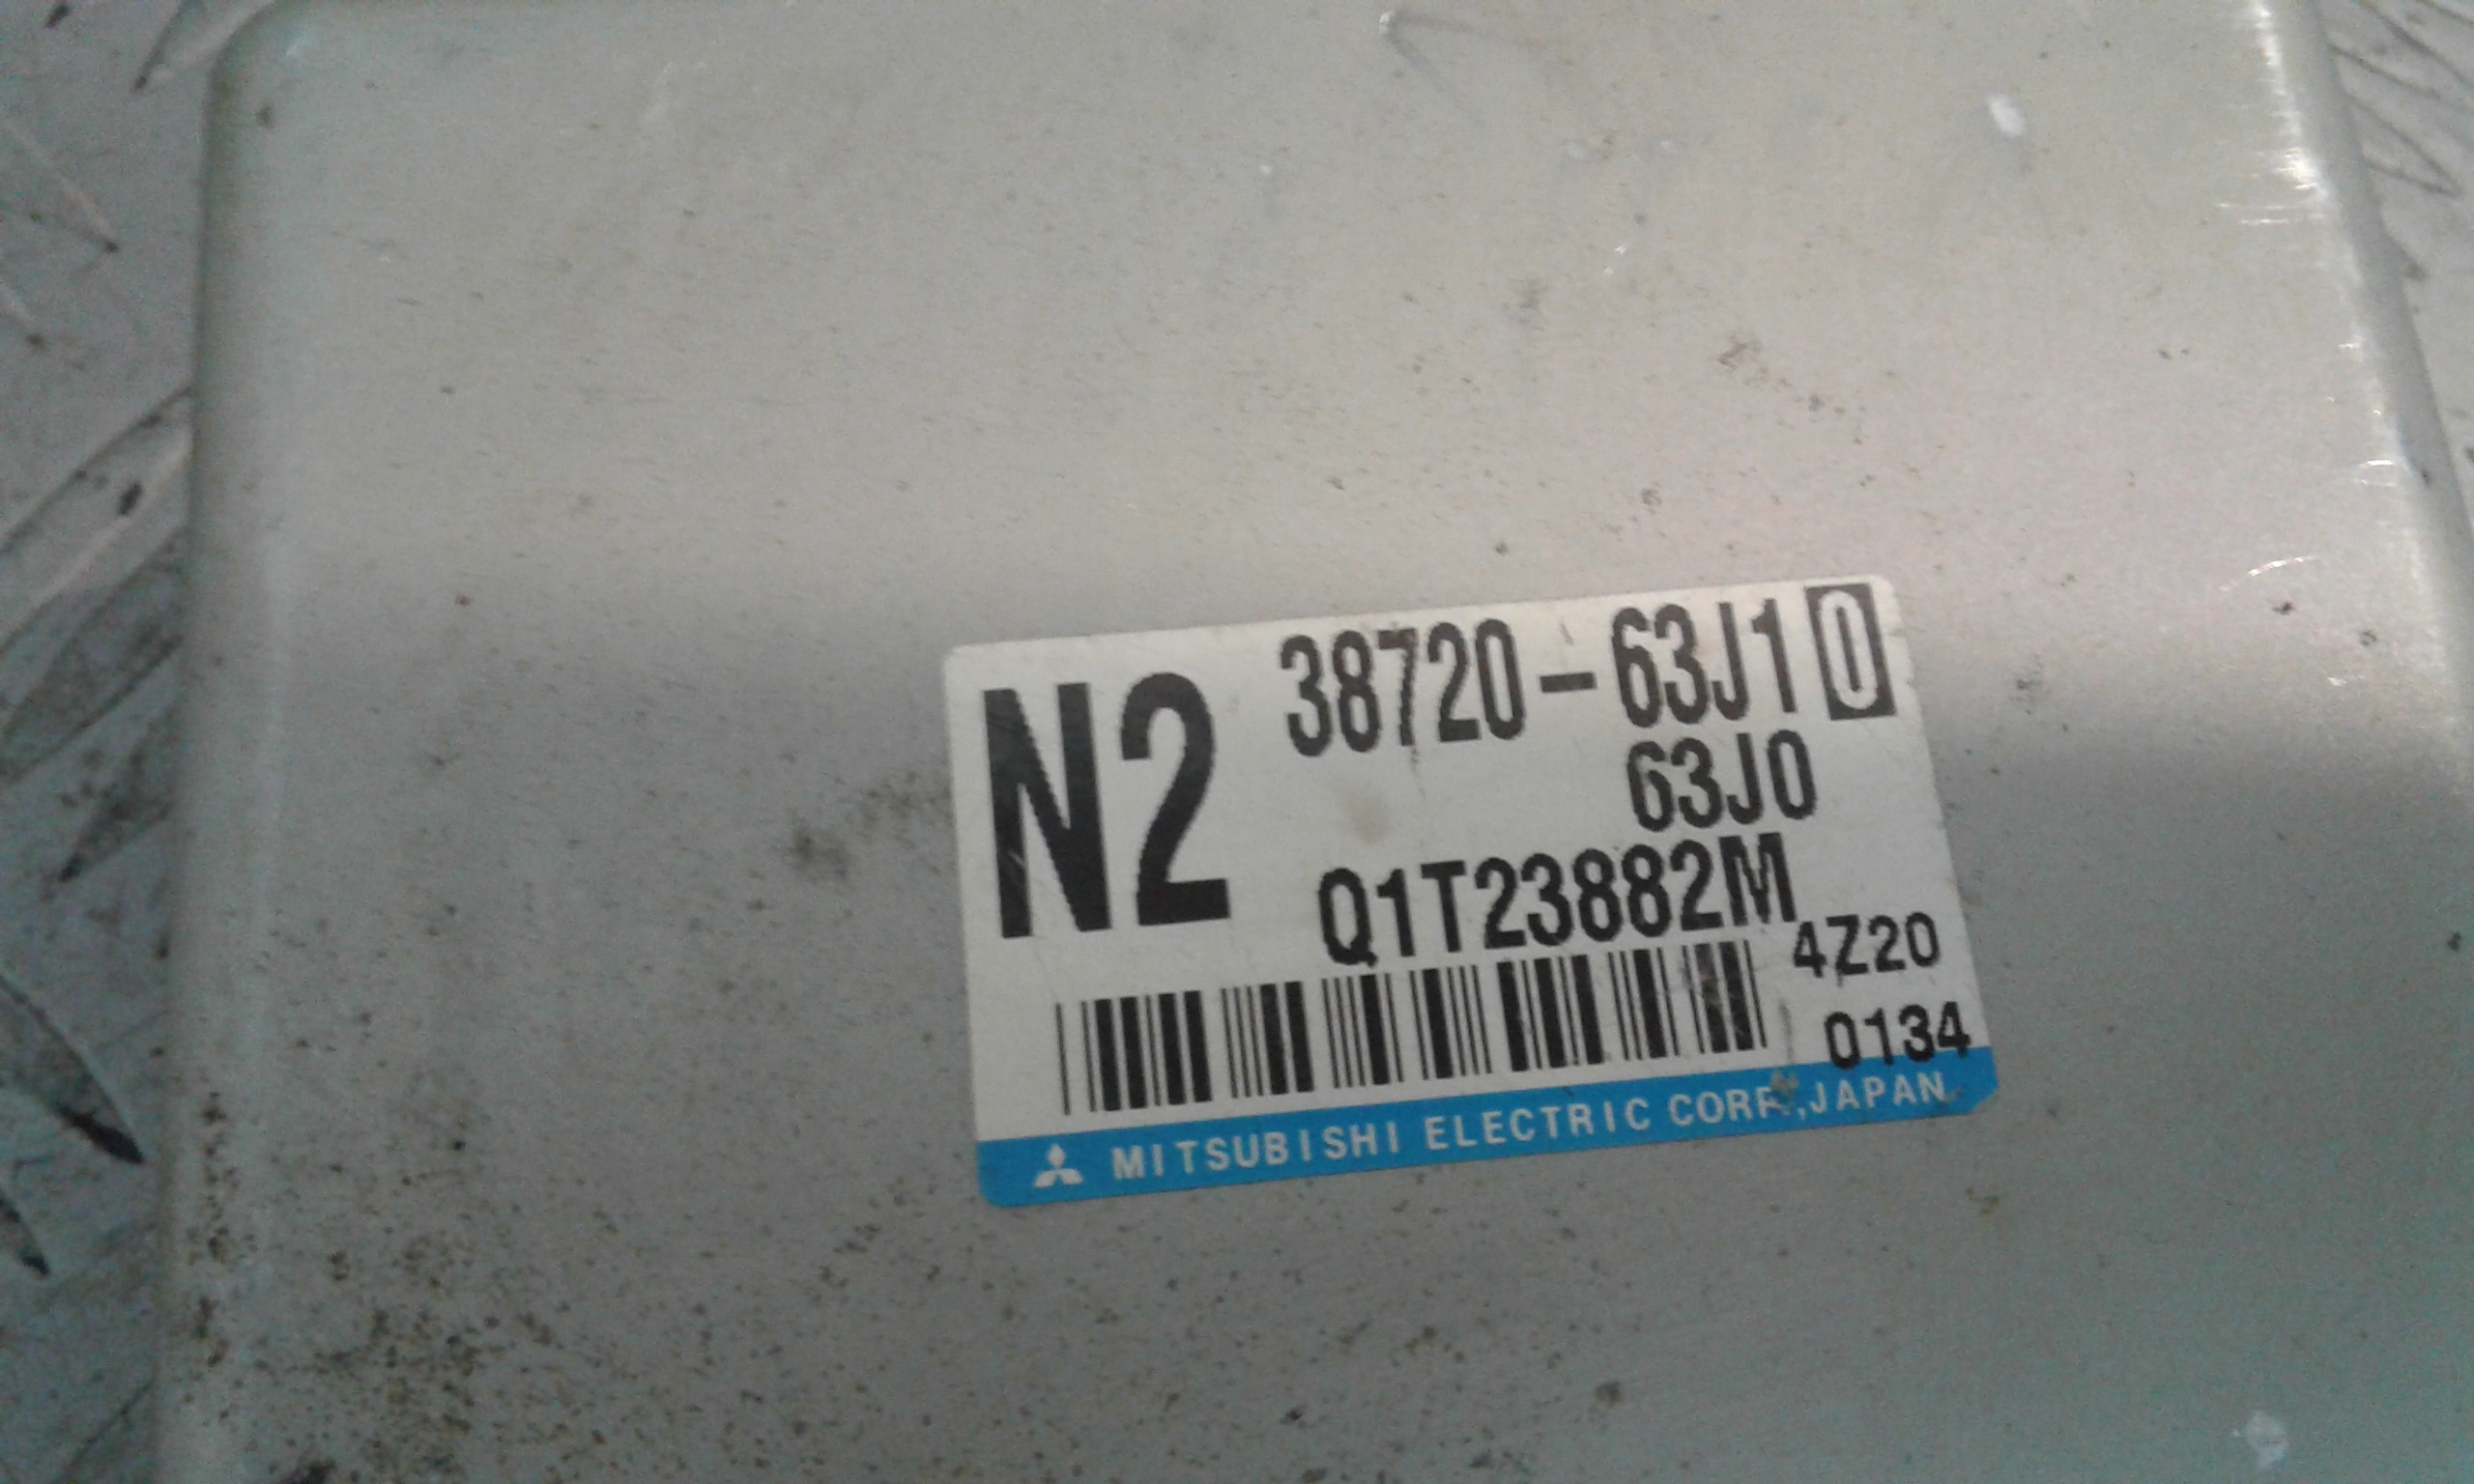 N2
38720-63J10
63J0
Q1T23882M
4Z20
0134
MITSUBISHI ELECTRIC CORP.,JAPAN